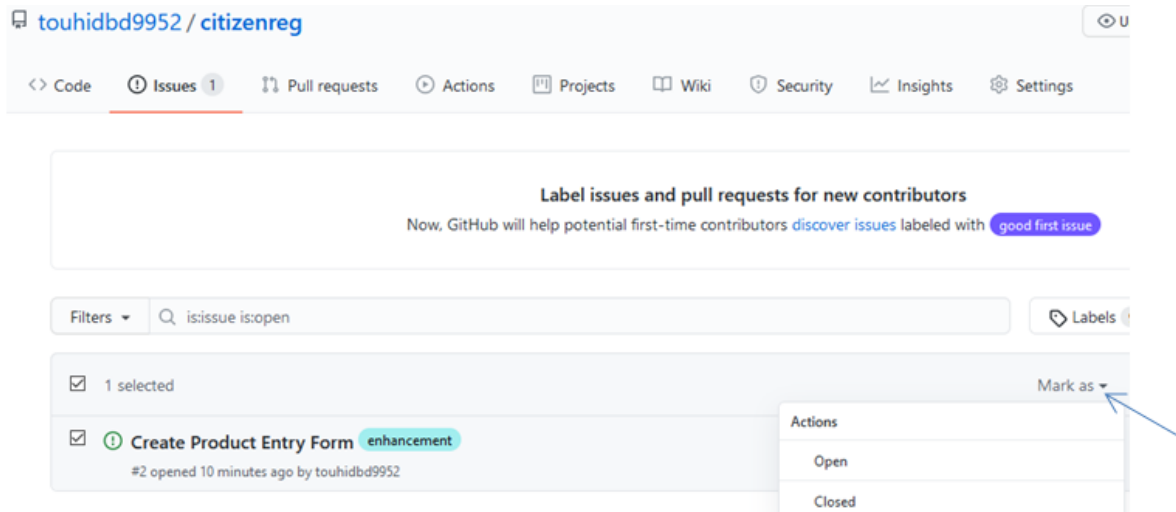 touhidbd9952 / citizenreg
Code Issues 1 Pull requests Actions Projects Wiki Security Insights Settings
Label issues and pull requests for new contributors
Now, GitHub will help potential first-time contributors discover issues labeled with good first issue
Filters is:issue is:open Labels
1 selected Mark as
Create Product Entry Form enhancement
#2 opened 10 minutes ago by touhidbd9952
Actions
Open
Closed